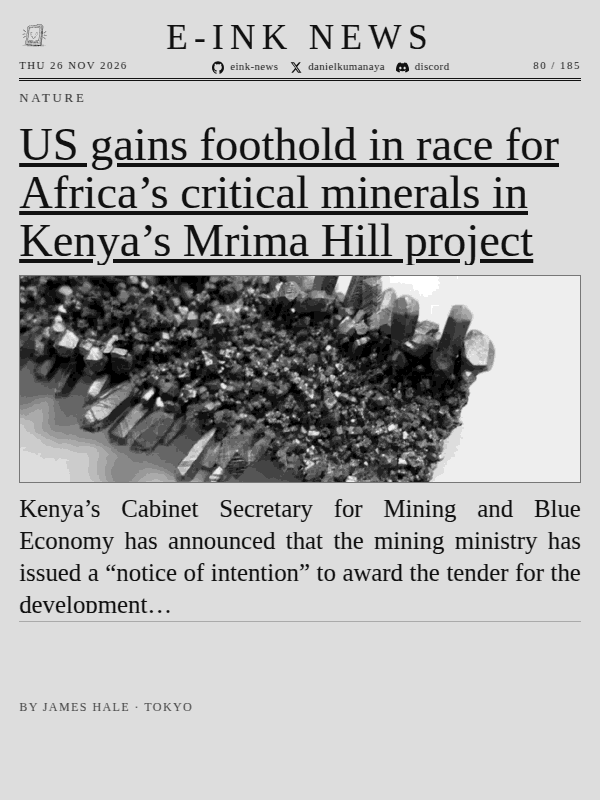 E-INK NEWS
THU 26 NOV 2026
eink-news
danielkumanaya
discord
80 / 185
NATURE
US gains foothold in race for
Africa’s critical minerals in
Kenya’s Mrima Hill project
Kenya’s Cabinet Secretary for Mining and Blue
Economy has announced that the mining ministry has
issued a “notice of intention” to award the tender for the
development…
BY JAMES HALE · TOKYO